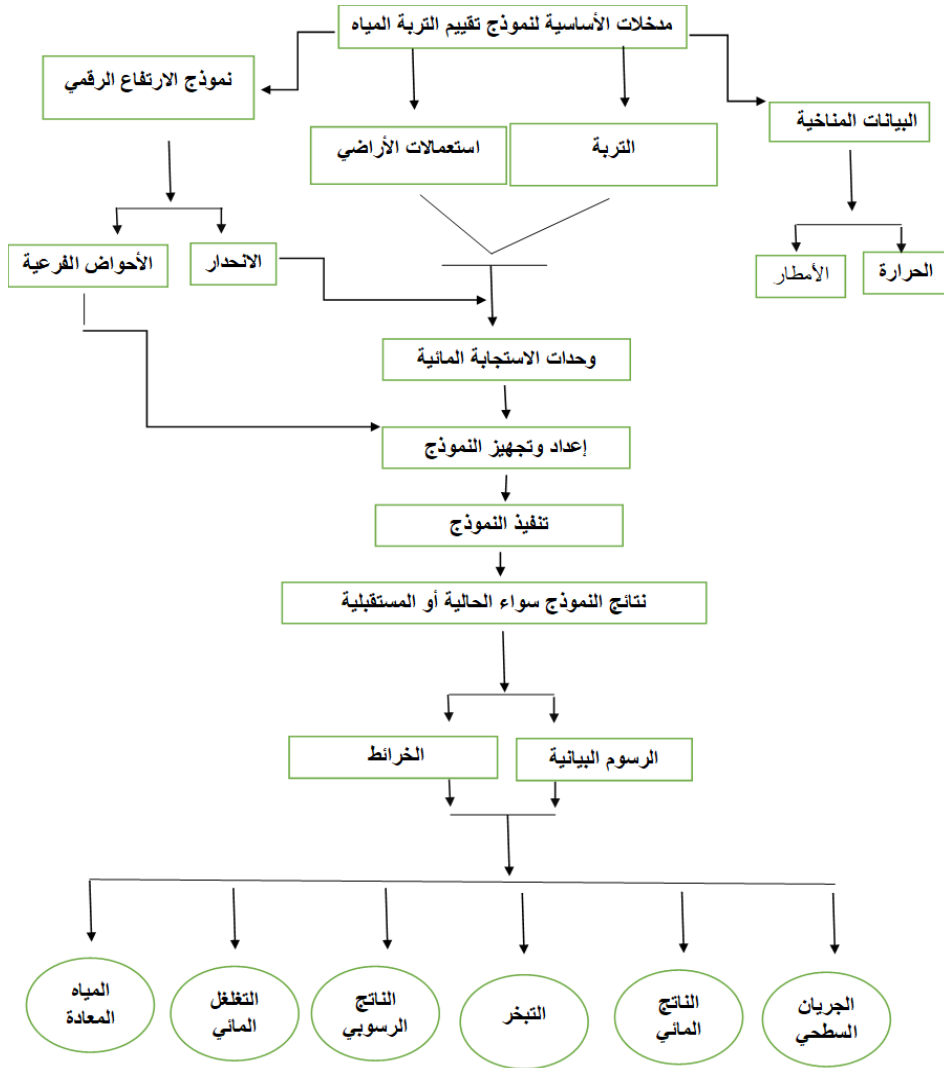 مدخلات الأساسية لنموذج تقييم التربة المياه
نموذج الارتفاع الرقمي
البيانات المناخية
استعمالات الأراضي
التربة
الأحواض الفرعية
الانحدار
الأمطار
الحرارة
وحدات الاستجابة المائية
إعداد وتجهيز النموذج
تنفيذ النموذج
نتائج النموذج سواء الحالية أو المستقبلية
الرسوم البيانية
الخرائط
الجريان
السطحي
الناتج
المائي
التبخر
الناتج
الرسوبي
التغلغل
المائي
المياه
المعادة